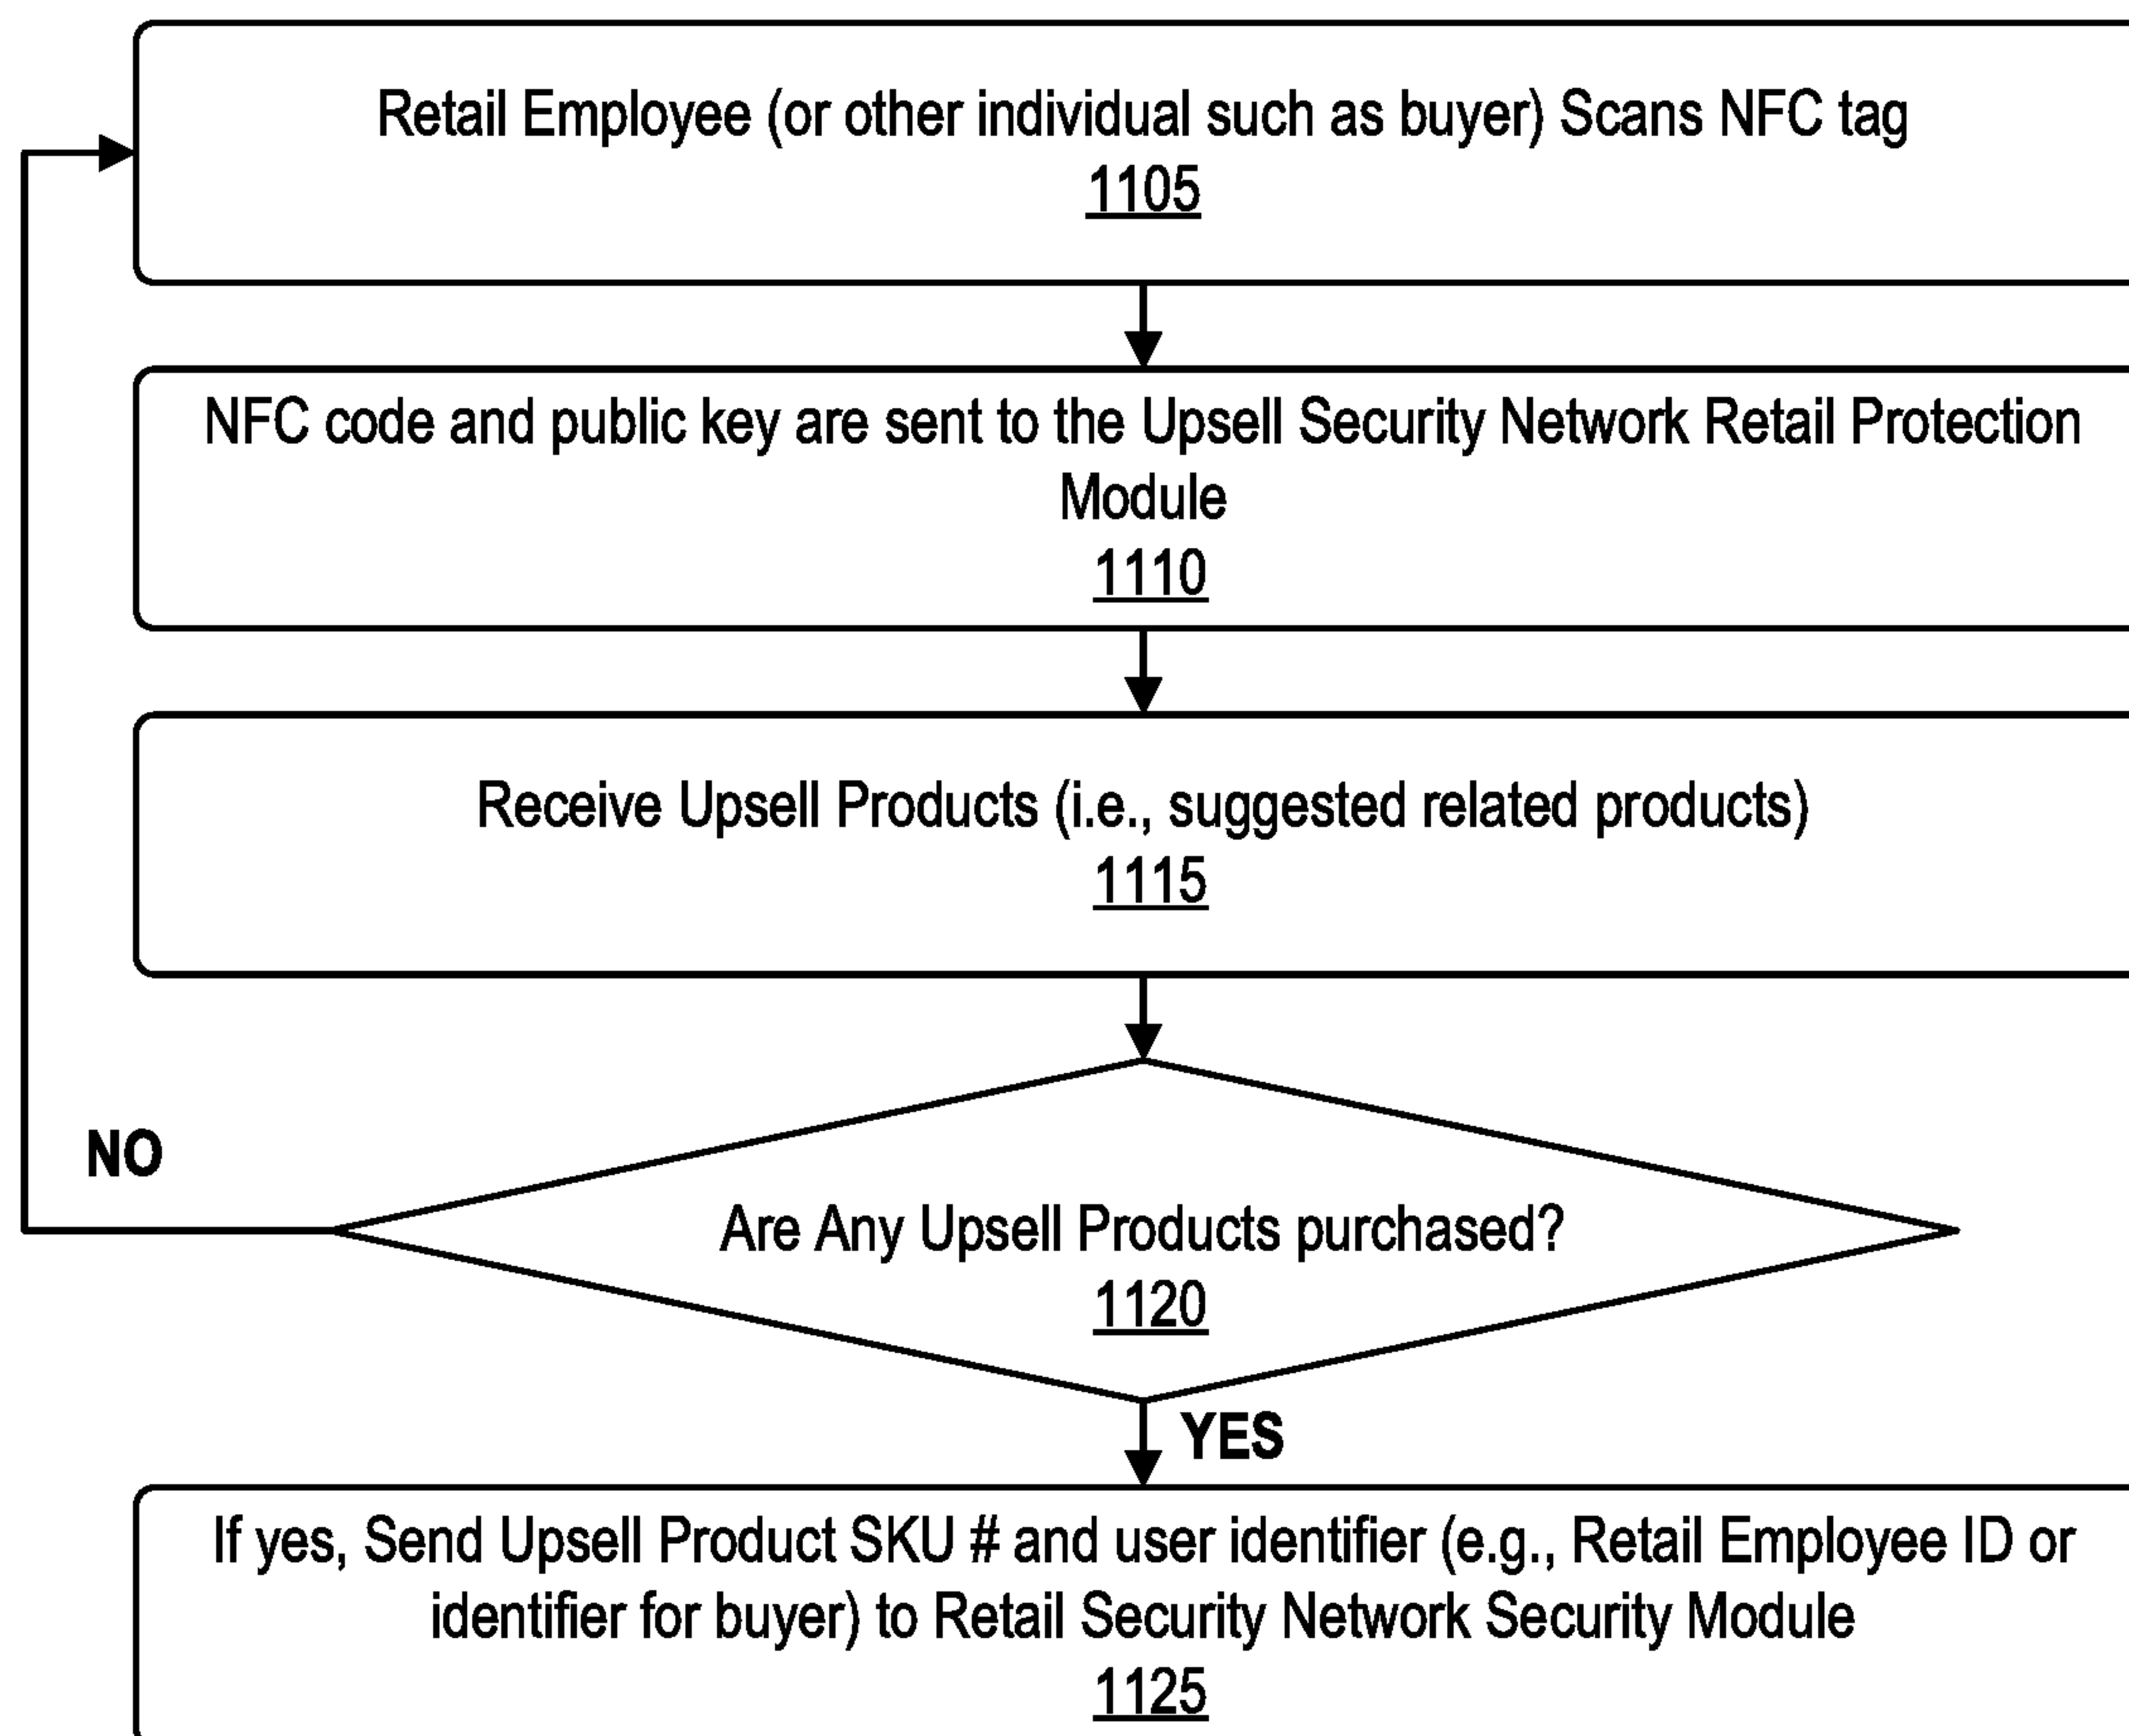 Retail Employee (or other individual such as buyer) Scans NFC tag
1105
NFC code and public key are sent to the Upsell Security Network Retail Protection
Module
1110
Receive Upsell Products (i.e., suggested related products)
1115
NO
Are Any Upsell Products purchased?
1120
YES
If yes, Send Upsell Product SKU # and user identifier (e.g., Retail Employee ID or
identifier for buyer) to Retail Security Network Security Module
1125